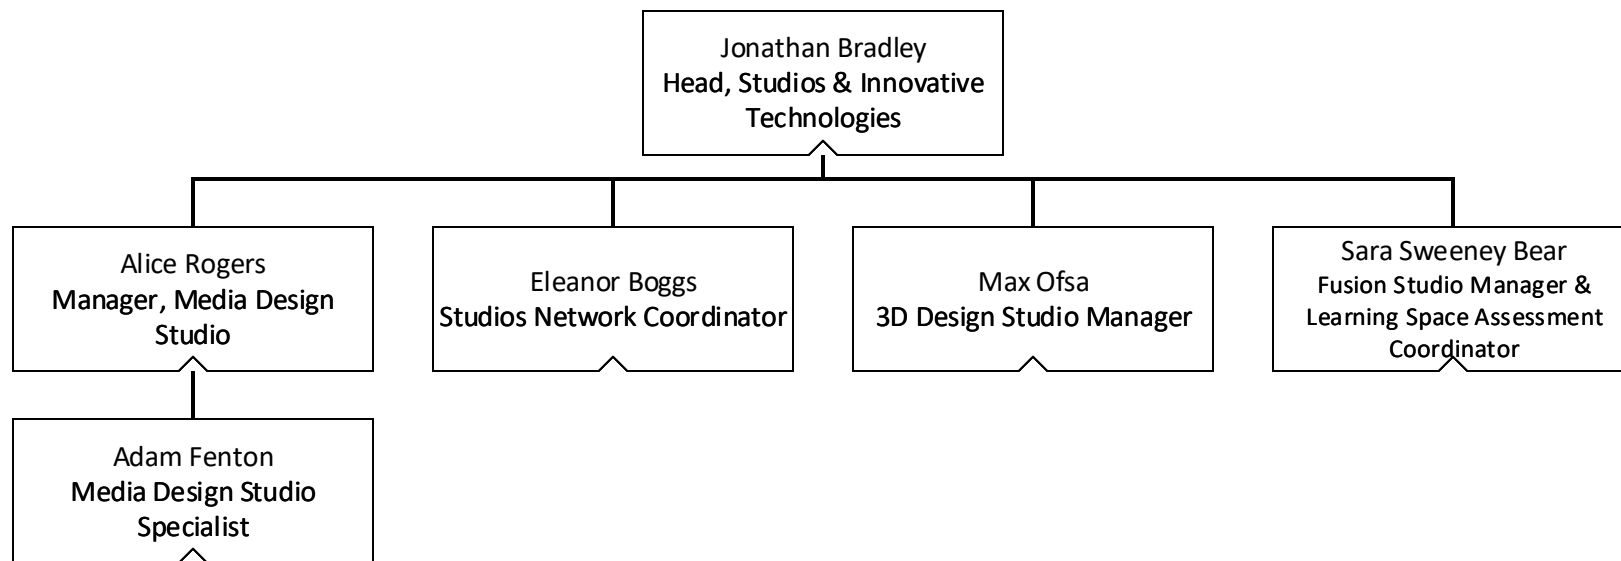 Jonathan Bradley
Head, Studios & Innovative
Technologies
Alice Rogers
Manager, Media Design
Studio
Eleanor Boggs
Studios Network Coordinator
Max Ofsa
3D Design Studio Manager
Sara Sweeney Bear
Fusion Studio Manager &
Learning Space Assessment
Coordinator
Adam Fenton
Media Design Studio
Specialist